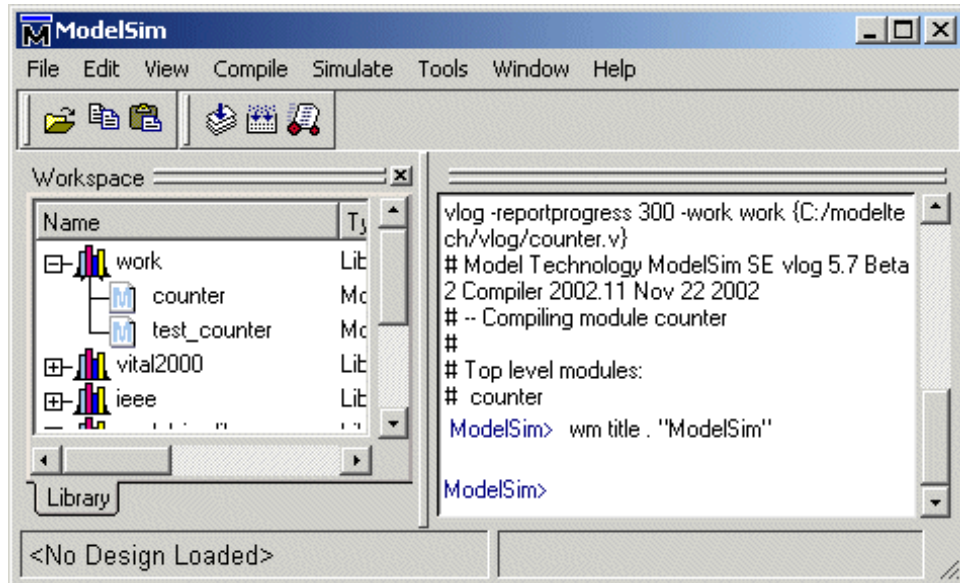 ModelSim
File Edit View Compile Simulate Tools Window Help
Workspace
Name Ty
work Lib
counter Mo
test_counter Mo
vital2000 Lib
ieee Lib
Library
vlog -reportprogress 300 -work work {C:/modelte
ch/vlog/counter.v}
# Model Technology ModelSim SE vlog 5.7 Beta
2 Compiler 2002.11 Nov 22 2002
# -- Compiling module counter
#
# Top level modules:
# counter
ModelSim> wm title . "ModelSim"
ModelSim>
<No Design Loaded>